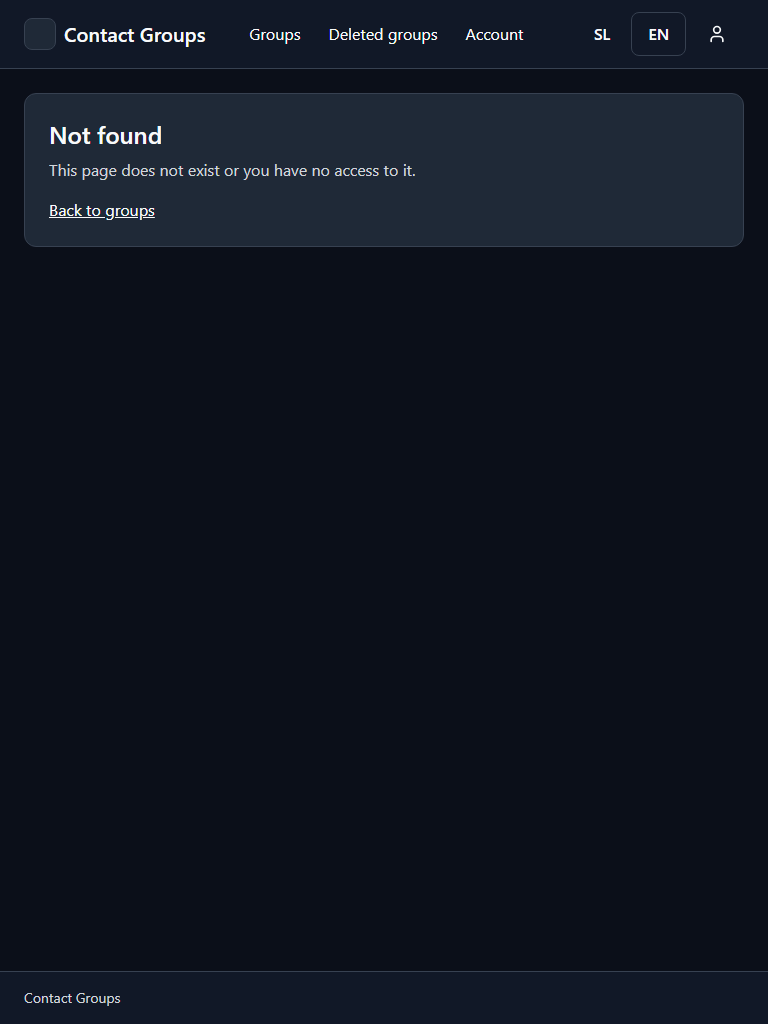 Contact Groups
Groups
Deleted groups
Account
SL
EN
Not found
This page does not exist or you have no access to it.
Back to groups
Contact Groups